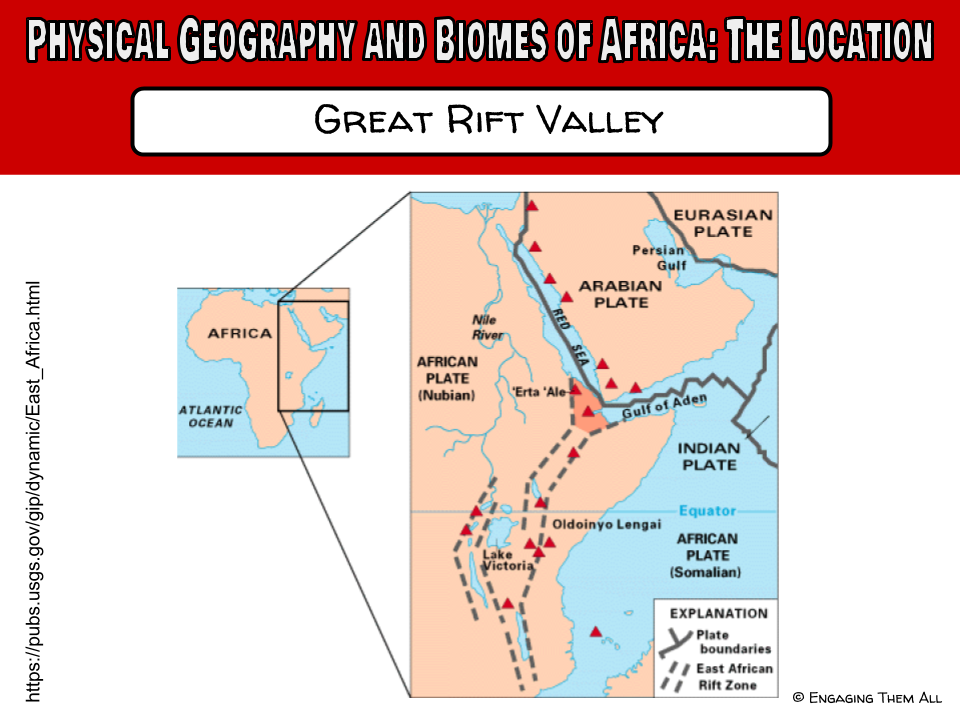 Physical Geography and Biomes of Africa: The Location
Great Rift Valley
https://pubs.usgs.gov/gip/dynamic/East_Africa.html
AFRICA
ATLANTIC
OCEAN
EURASIAN
PLATE
Persian
Gulf
ARABIAN
PLATE
Nile
River
RED SEA
AFRICAN
PLATE
(Nubian)
'Erta 'Ale
Gulf of Aden
INDIAN
PLATE
Equator
Oldoinyo Lengai
Lake
Victoria
AFRICAN
PLATE
(Somalian)
EXPLANATION
Plate
boundaries
East African
Rift Zone
© Engaging Them All